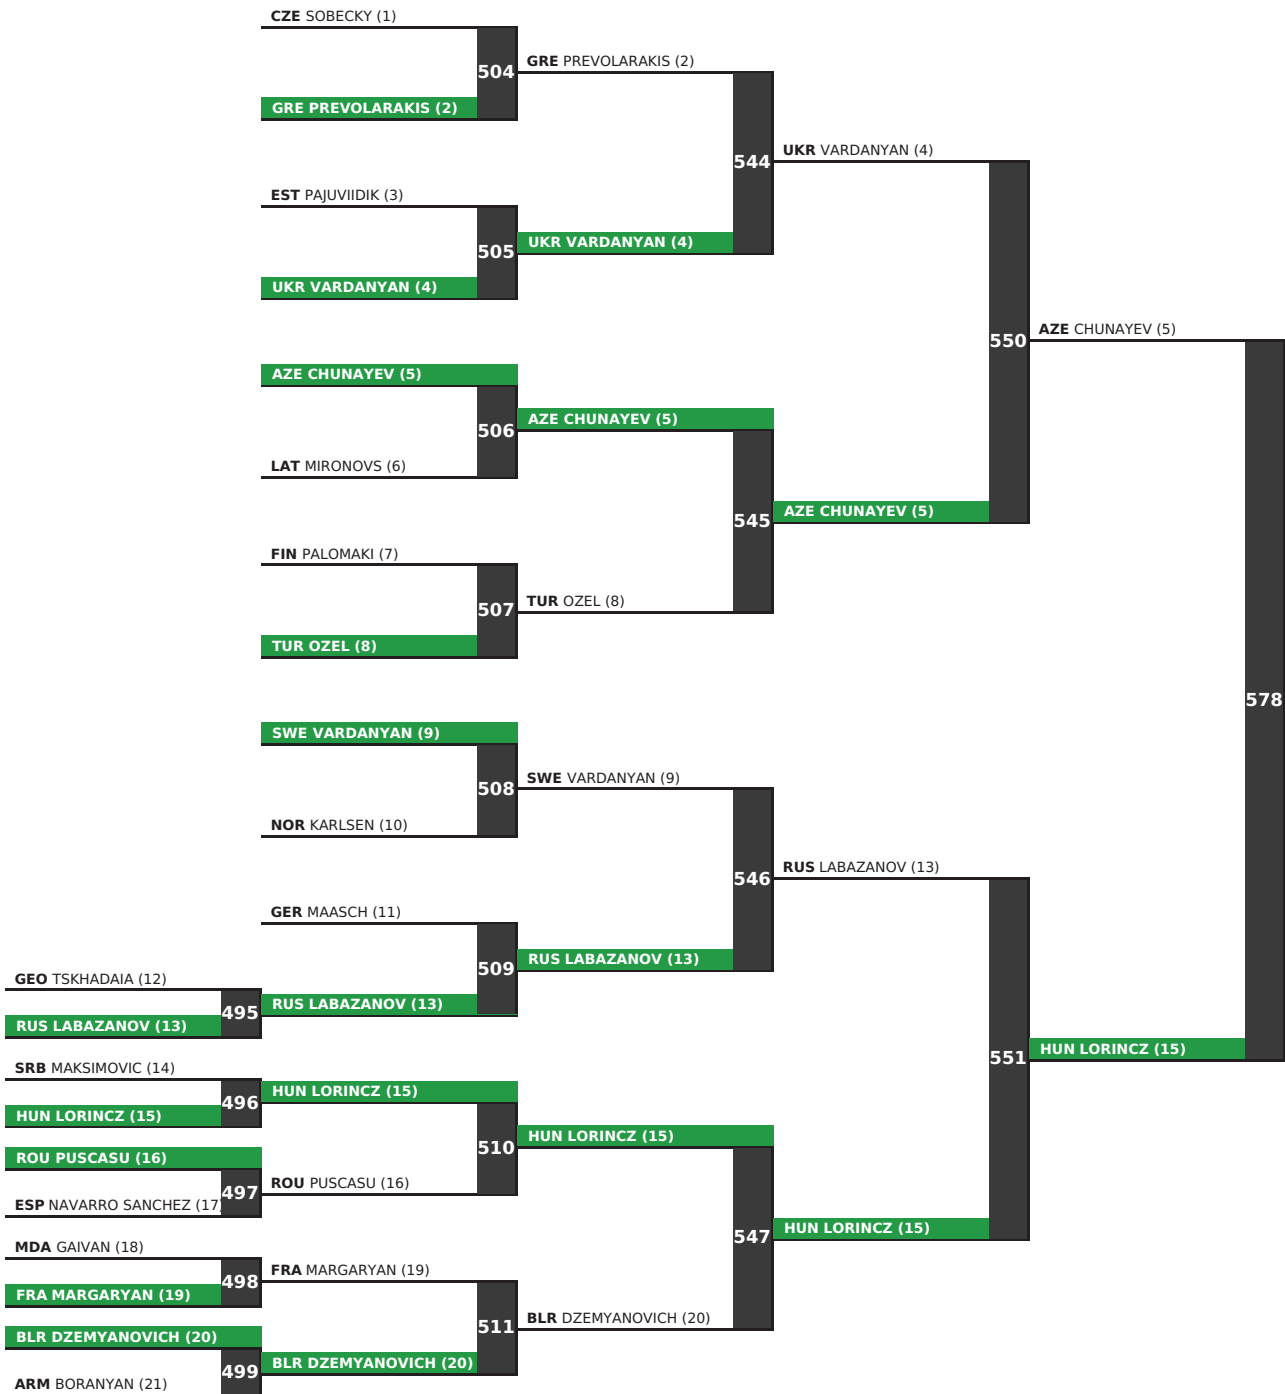 CZE SOBECKY (1)
504
GRE PREVOLARAKIS (2)
GRE PREVOLARAKIS (2)
544
UKR VARDANYAN (4)
EST PAJUVIIDIK (3)
505
UKR VARDANYAN (4)
UKR VARDANYAN (4)
550
AZE CHUNAYEV (5)
AZE CHUNAYEV (5)
506
AZE CHUNAYEV (5)
LAT MIRONOVS (6)
545
AZE CHUNAYEV (5)
FIN PALOMAKI (7)
507
TUR OZEL (8)
TUR OZEL (8)
578
SWE VARDANYAN (9)
508
SWE VARDANYAN (9)
NOR KARLSEN (10)
546
RUS LABAZANOV (13)
GER MAASCH (11)
509
RUS LABAZANOV (13)
GEO TSKHADAIA (12)
495
RUS LABAZANOV (13)
RUS LABAZANOV (13)
551
HUN LORINCZ (15)
SRB MAKSIMOVIC (14)
496
HUN LORINCZ (15)
HUN LORINCZ (15)
510
HUN LORINCZ (15)
ROU PUSCASU (16)
497
ROU PUSCASU (16)
ESP NAVARRO SANCHEZ (17)
547
HUN LORINCZ (15)
MDA GAIVAN (18)
498
FRA MARGARYAN (19)
FRA MARGARYAN (19)
511
BLR DZEMYANOVICH (20)
BLR DZEMYANOVICH (20)
499
BLR DZEMYANOVICH (20)
ARM BORANYAN (21)